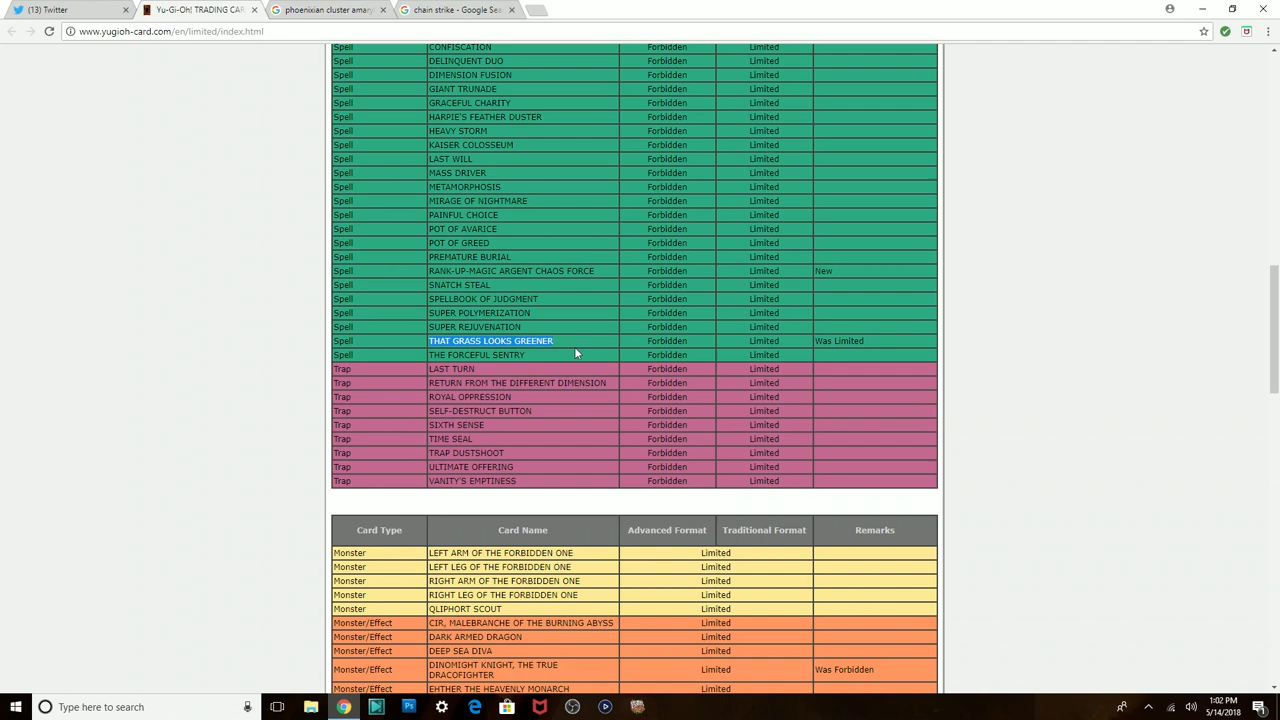 (1) Twitter
Yu-Gi-Oh! TRADING CAR
phoenixian cluster amary
chain strike - Google Sea
www.yugioh-card.com/en/limited/index.html
Spell CONFISCATION Forbidden Limited
Spell DELINQUENT DUO Forbidden Limited
Spell DIMENSION FUSION Forbidden Limited
Spell GIANT TRUNADE Forbidden Limited
Spell GRACEFUL CHARITY Forbidden Limited
Spell HARPIE'S FEATHER DUSTER Forbidden Limited
Spell HEAVY STORM Forbidden Limited
Spell KAISER COLOSSEUM Forbidden Limited
Spell LAST WILL Forbidden Limited
Spell MASS DRIVER Forbidden Limited
Spell METAMORPHOSIS Forbidden Limited
Spell MIRAGE OF NIGHTMARE Forbidden Limited
Spell PAINFUL CHOICE Forbidden Limited
Spell POT OF AVARICE Forbidden Limited
Spell POT OF GREED Forbidden Limited
Spell PREMATURE BURIAL Forbidden Limited
Spell RANK-UP-MAGIC ARGENT CHAOS FORCE Forbidden Limited New
Spell SNATCH STEAL Forbidden Limited
Spell SPELLBOOK OF JUDGMENT Forbidden Limited
Spell SUPER POLYMERIZATION Forbidden Limited
Spell SUPER REJUVENATION Forbidden Limited
Spell THAT GRASS LOOKS GREENER Forbidden Limited Was Limited
Spell THE FORCEFUL SENTRY Forbidden Limited
Trap LAST TURN Forbidden Limited
Trap RETURN FROM THE DIFFERENT DIMENSION Forbidden Limited
Trap ROYAL OPPRESSION Forbidden Limited
Trap SELF-DESTRUCT BUTTON Forbidden Limited
Trap SIXTH SENSE Forbidden Limited
Trap TIME SEAL Forbidden Limited
Trap TRAP DUSTSHOOT Forbidden Limited
Trap ULTIMATE OFFERING Forbidden Limited
Trap VANITY'S EMPTINESS Forbidden Limited
Card Type Card Name Advanced Format Traditional Format Remarks
Monster LEFT ARM OF THE FORBIDDEN ONE Limited
Monster LEFT LEG OF THE FORBIDDEN ONE Limited
Monster RIGHT ARM OF THE FORBIDDEN ONE Limited
Monster RIGHT LEG OF THE FORBIDDEN ONE Limited
Monster QLIPHORT SCOUT Limited
Monster/Effect CIR, MALEBRANCHE OF THE BURNING ABYSS Limited
Monster/Effect DARK ARMED DRAGON Limited
Monster/Effect DEEP SEA DIVA Limited
Monster/Effect DINOMIGHT KNIGHT, THE TRUE
DRACOFIGHTER Limited Was Forbidden
Monster/Effect EHTHER THE HEAVENLY MONARCH Limited
Type here to search
1:02 PM
5/14/2018